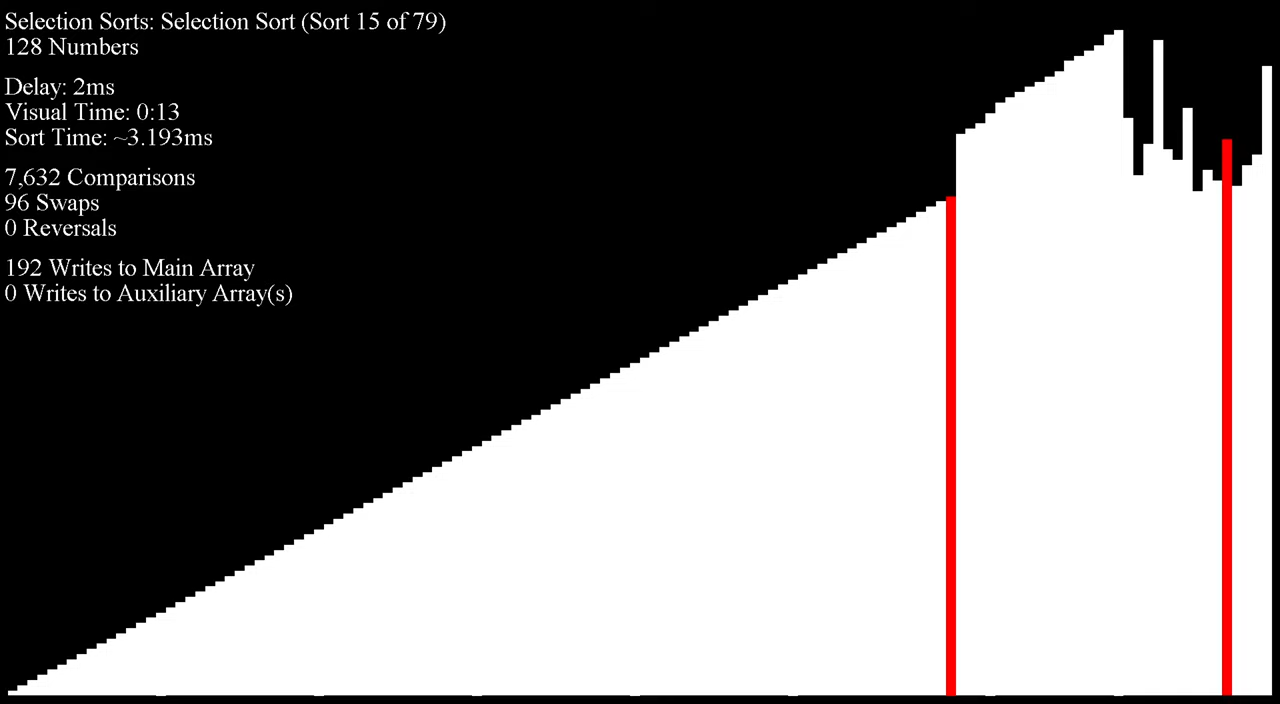 Selection Sorts: Selection Sort (Sort 15 of 79)
128 Numbers
Delay: 2ms
Visual Time: 0:13
Sort Time: ~3.193ms
7,632 Comparisons
96 Swaps
0 Reversals
192 Writes to Main Array
0 Writes to Auxiliary Array(s)